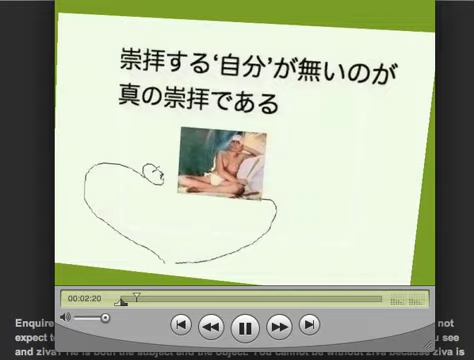 崇拝する‘自分’が無いのが
真の崇拝である
00:02:20
Enquire
not
expect t
u see
and ziva? He is both the subject and the object. You cannot be without ziva because ziva is